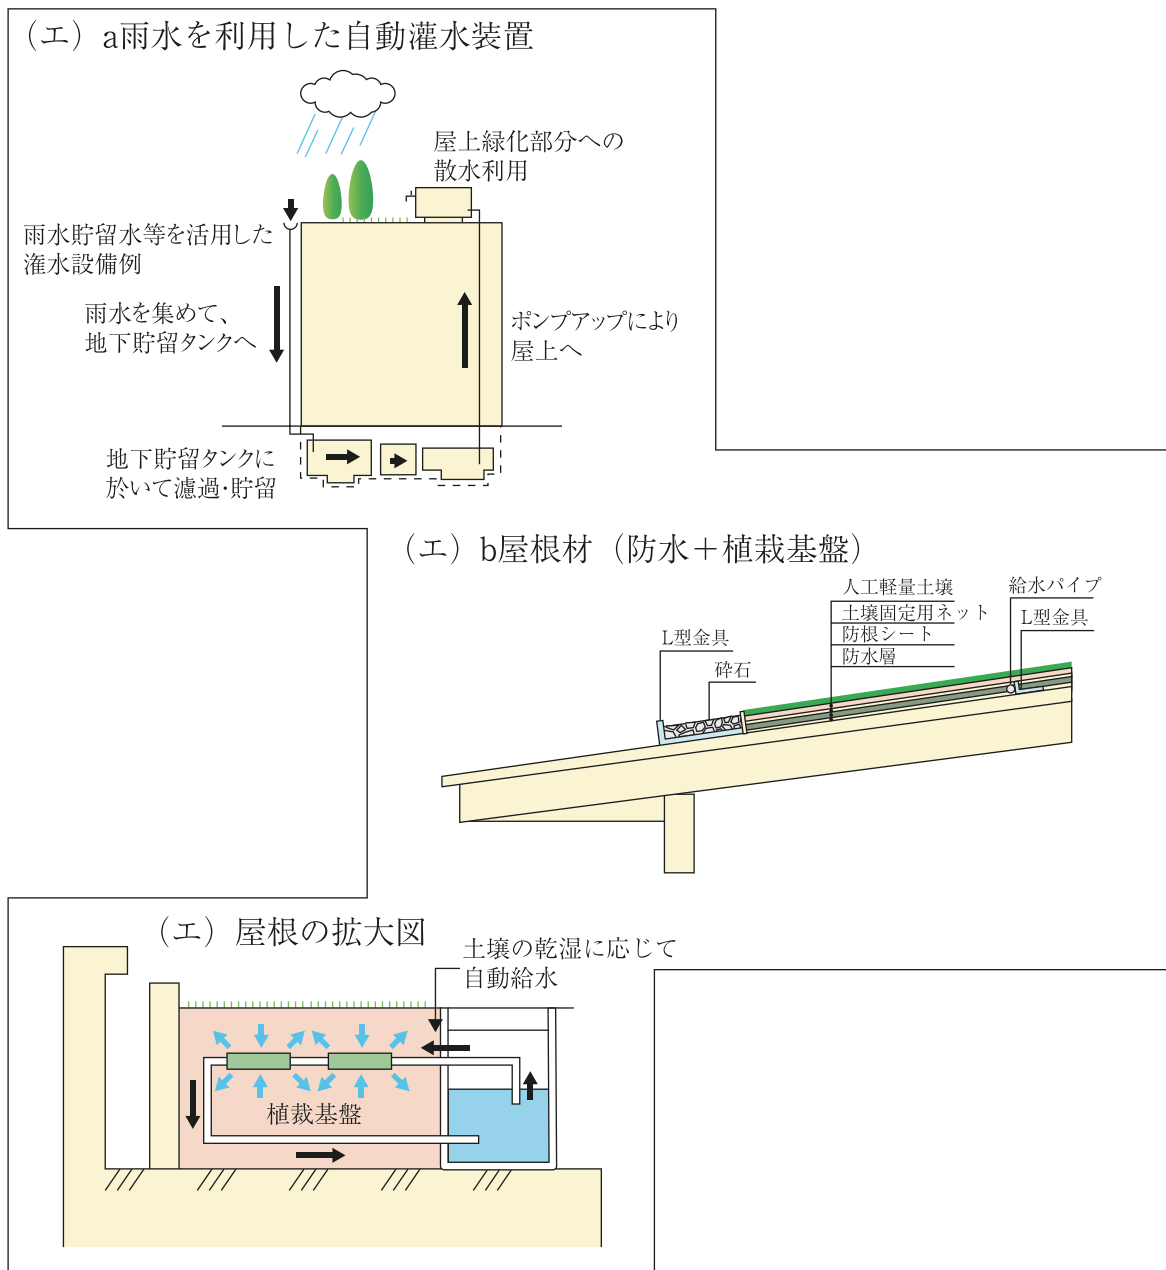 （エ）a雨水を利用した自動灌水装置
屋上緑化部分への
散水利用
雨水貯留水等を活用した
潅水設備例
雨水を集めて、
地下貯留タンクへ
ポンプアップにより
屋上へ
地下貯留タンクに
於いて濾過・貯留
（エ）b屋根材（防水＋植栽基盤）
人工軽量土壌
土壌固定用ネット
防根シート
防水層
給水パイプ
L型金具
L型金具
砕石
（エ）屋根の拡大図
土壌の乾湿に応じて
自動給水
植裁基盤